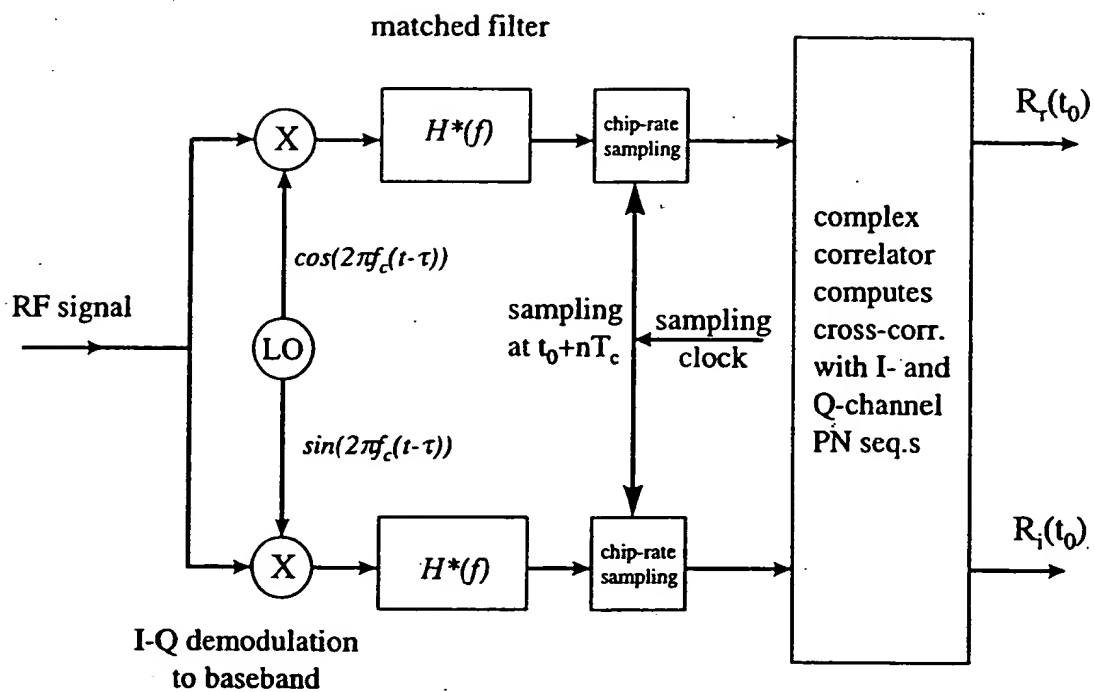 matched filter
X
H*(f)
chip-rate
sampling
R_r(t_0)
cos(2πf_c(t-τ))
RF signal
LO
sampling
at t_0+nT_c
sampling
clock
complex
correlator
computes
cross-corr.
with I- and
Q-channel
PN seq.s
sin(2πf_c(t-τ))
X
H*(f)
chip-rate
sampling
R_i(t_0)
I-Q demodulation
to baseband